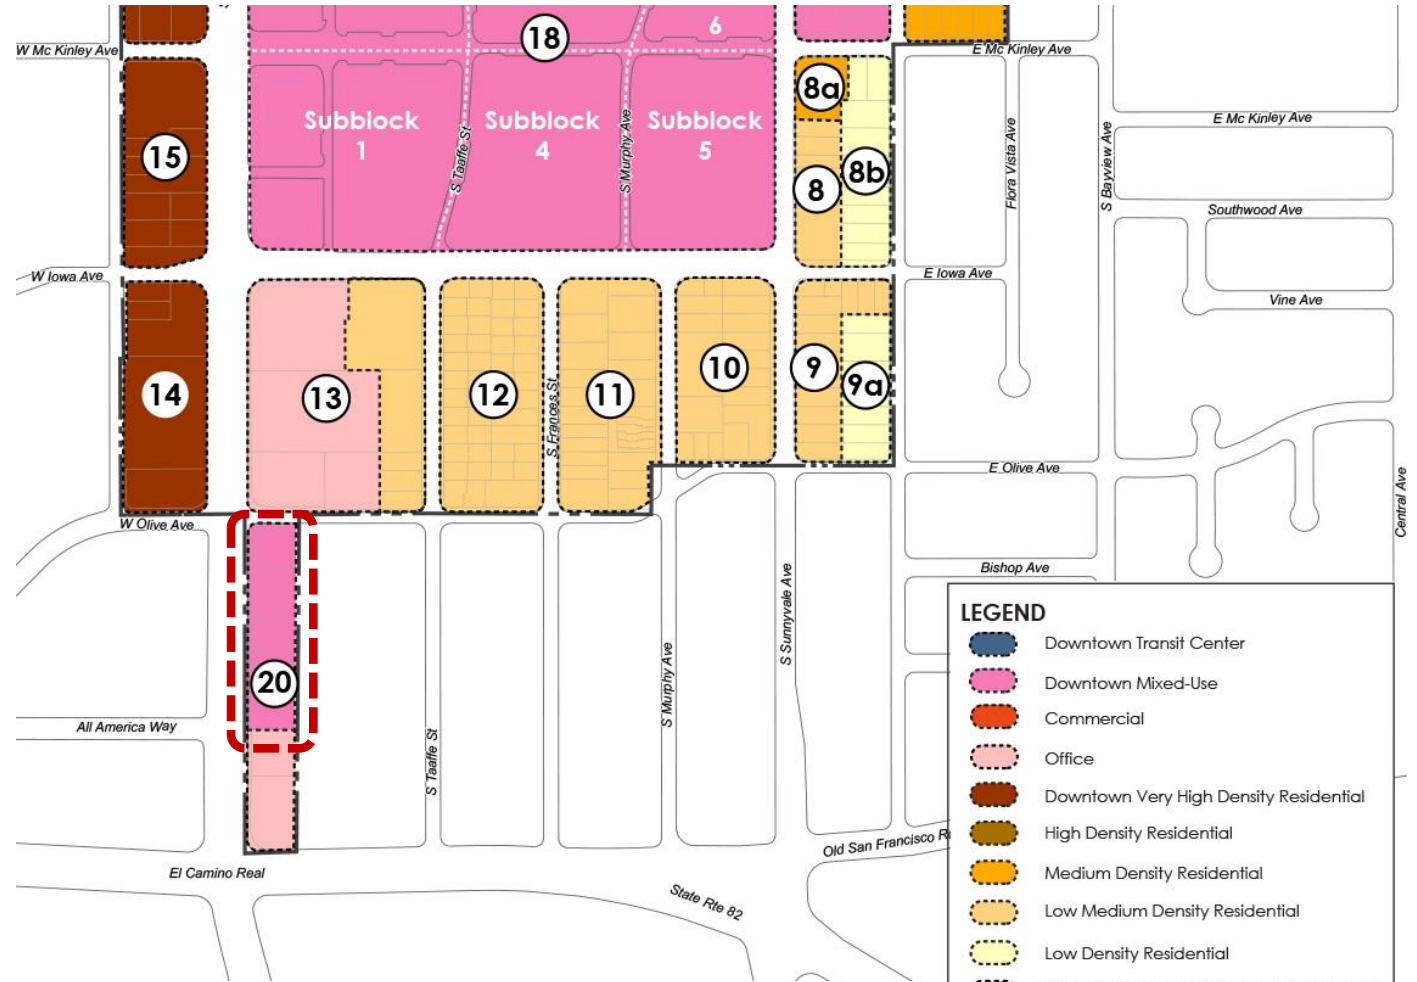 6
18
W Mc Kinley Ave
E Mc Kinley Ave
8a
E Mc Kinley Ave
Subblock
1
Subblock
4
Subblock
5
S Taaffe St
S Murphy Ave
15
8b
8
Flora Vista Ave
S Bayview Ave
Southwood Ave
W Iowa Ave
E Iowa Ave
Vine Ave
14
13
12
S Frances St
11
10
9
9a
E Olive Ave
Central Ave
W Olive Ave
Bishop Ave
S Sunnyvale Ave
20
S Murphy Ave
All America Way
S Taaffe St
Old San Francisco
El Camino Real
State Rte 82
LEGEND
Downtown Transit Center
Downtown Mixed-Use
Commercial
Office
Downtown Very High Density Residential
High Density Residential
Medium Density Residential
Low Medium Density Residential
Low Density Residential